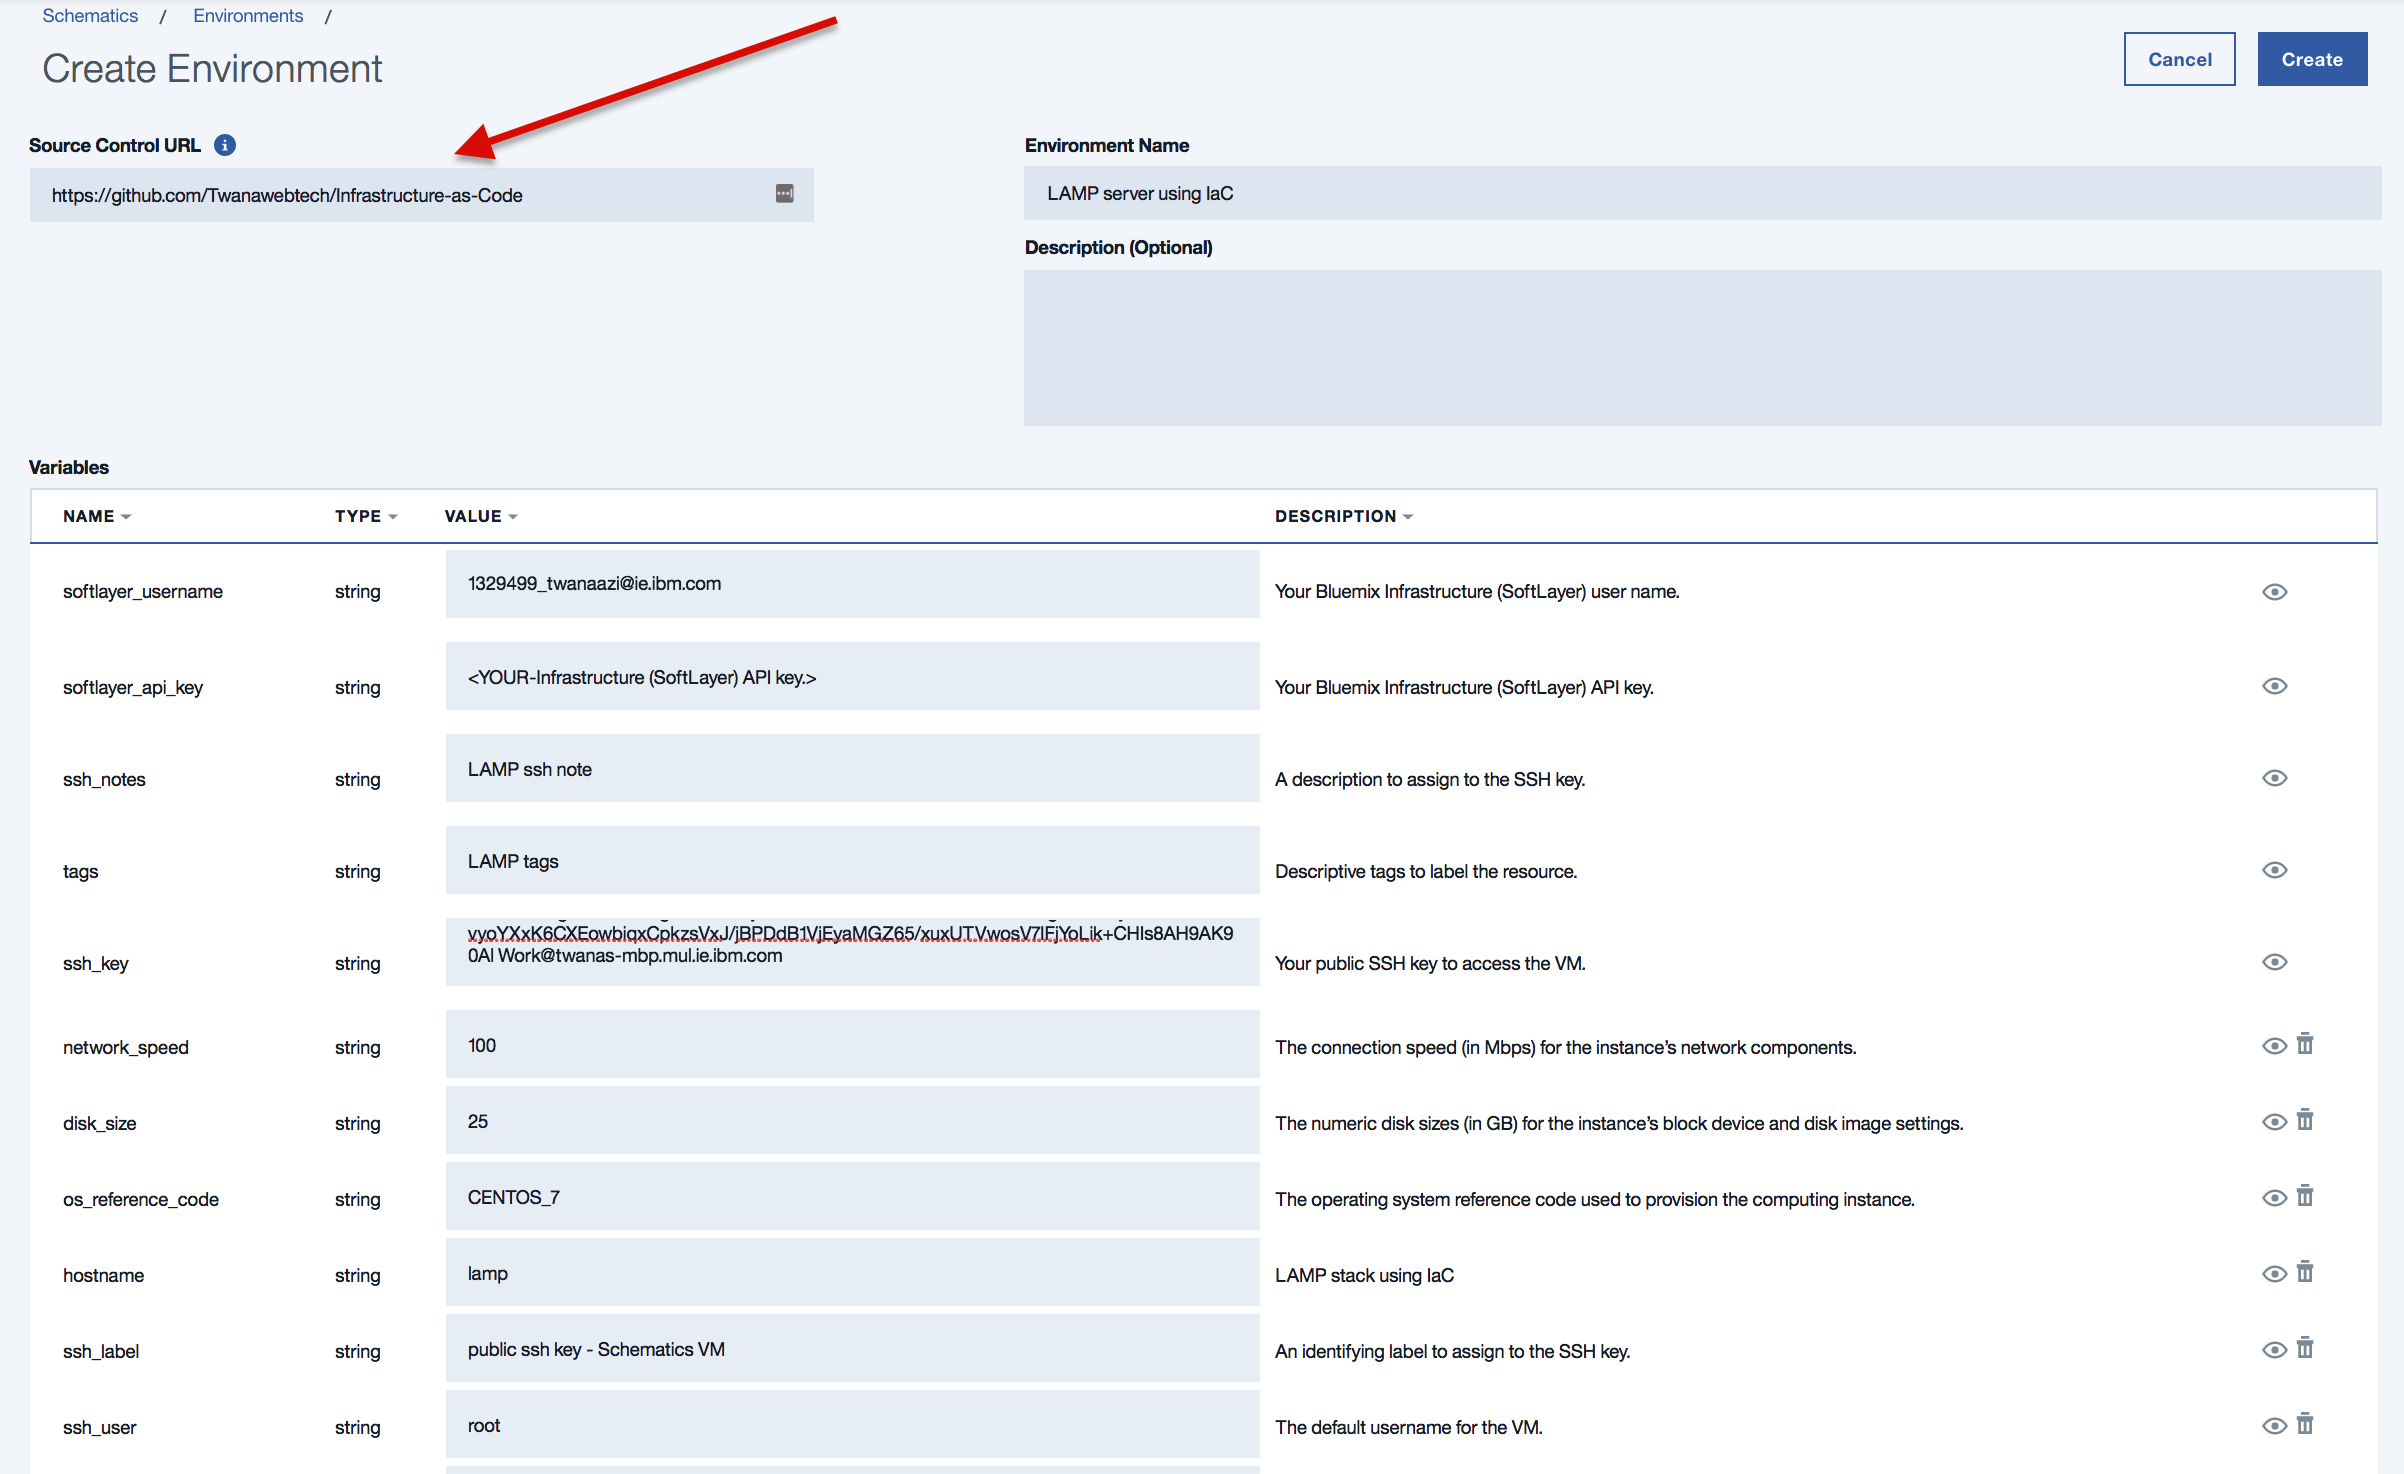 Schematics / Environments /
Create Environment
Cancel
Create
Source Control URL
https://github.com/Twanawebtech/Infrastructure-as-Code
Environment Name
LAMP server using IaC
Description (Optional)
Variables
NAME TYPE VALUE DESCRIPTION
softlayer_username string 1329499_twanaazi@ie.ibm.com Your Bluemix Infrastructure (SoftLayer) user name.
softlayer_api_key string <YOUR-Infrastructure (SoftLayer) API key.> Your Bluemix Infrastructure (SoftLayer) API key.
ssh_notes string LAMP ssh note A description to assign to the SSH key.
tags string LAMP tags Descriptive tags to label the resource.
vyoYXxK6CXEowbiqxCpkzsVxJ/jBPDdB1VjEyaMGZ65/xuxUTVwosV7lFjYoLik+CHIs8AH9AK9
0Al Work@twanas-mbp.mul.ie.ibm.com
ssh_key string Your public SSH key to access the VM.
network_speed string 100 The connection speed (in Mbps) for the instance's network components.
disk_size string 25 The numeric disk sizes (in GB) for the instance's block device and disk image settings.
os_reference_code string CENTOS_7 The operating system reference code used to provision the computing instance.
hostname string lamp LAMP stack using IaC
ssh_label string public ssh key - Schematics VM An identifying label to assign to the SSH key.
ssh_user string root The default username for the VM.